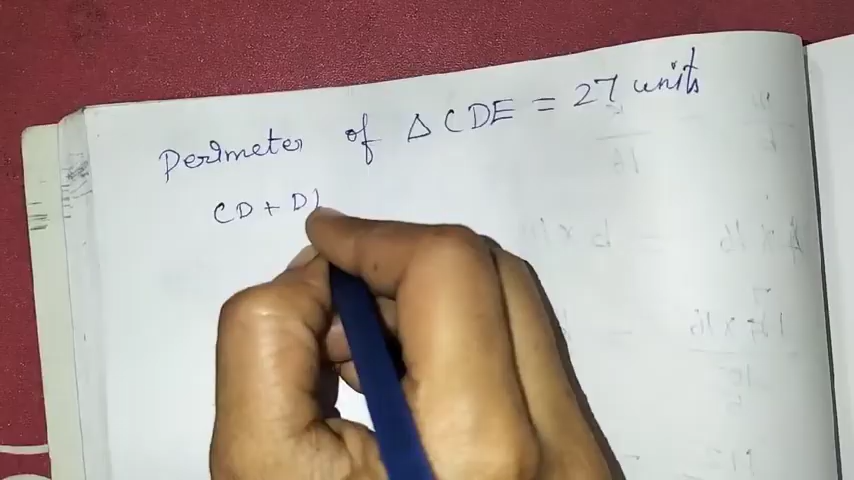 Perimeter of △ CDE = 27 units
CD + D